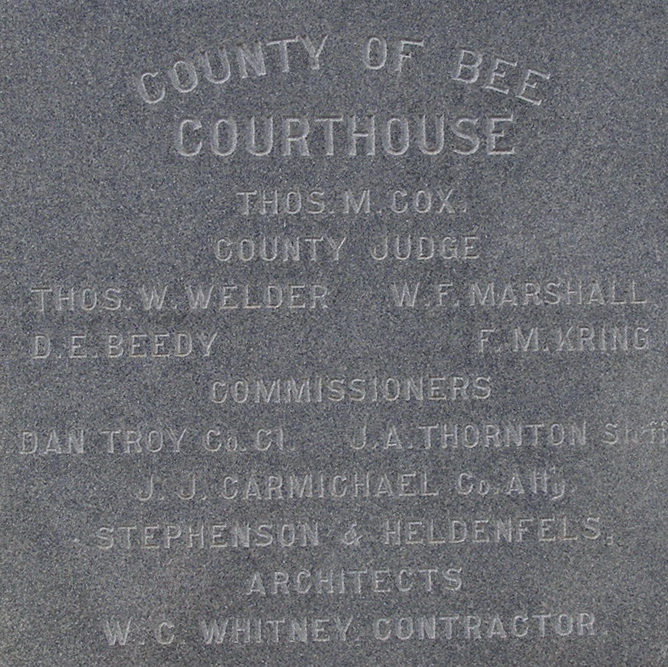 COUNTY OF BEE
COURTHOUSE
THOS. M. COX.
COUNTY JUDGE
THOS. W. WELDER W. F. MARSHALL
D. E. BEEDY F. M. KRING
COMMISSIONERS
DAN TROY Co. Cl. J. A. THORNTON
J. J. CARMICHAEL Co. Atty.
STEPHENSON & HELDENFELS,
ARCHITECTS
W. C. WHITNEY, CONTRACTOR.